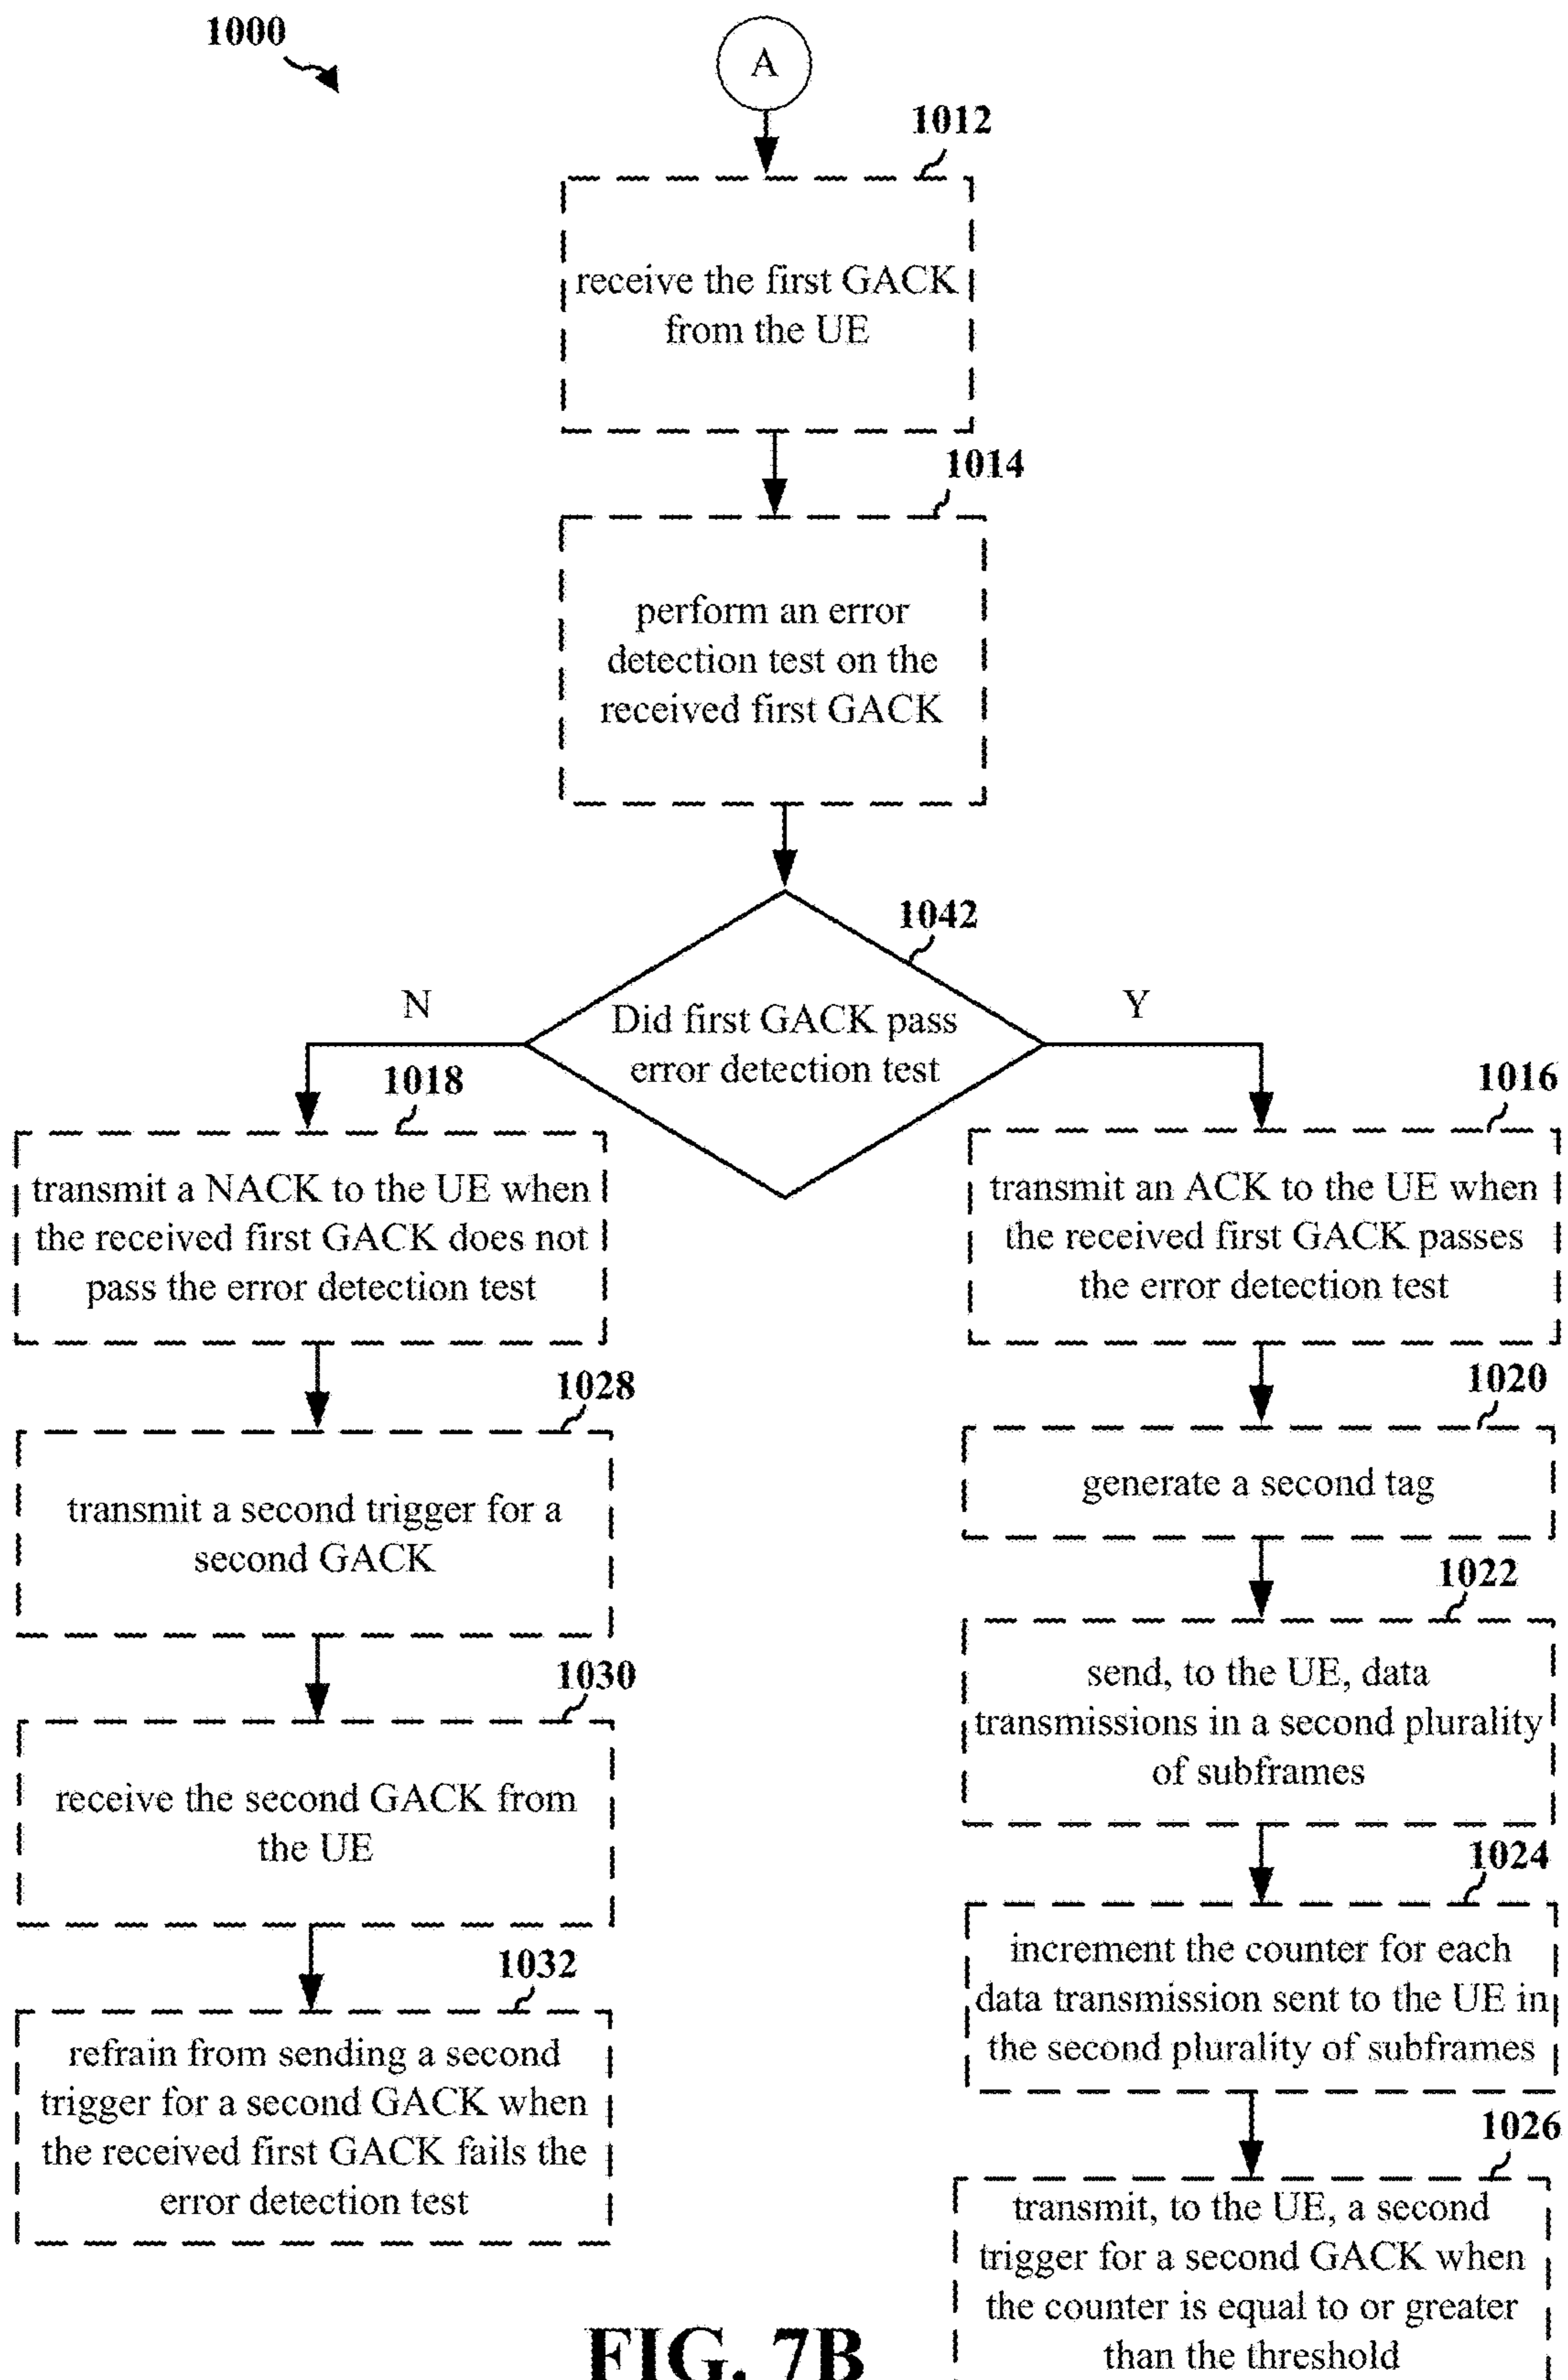 1000
A
1012
receive the first GACK
from the UE
1014
perform an error
detection test on the
received first GACK
1042
Did first GACK pass
error detection test
N
Y
1018
transmit a NACK to the UE when
the received first GACK does not
pass the error detection test
1028
transmit a second trigger for a
second GACK
1030
receive the second GACK from
the UE
1032
refrain from sending a second
trigger for a second GACK when
the received first GACK fails the
error detection test
1016
transmit an ACK to the UE when
the received first GACK passes
the error detection test
1020
generate a second tag
1022
send, to the UE, data
transmissions in a second plurality
of subframes
1024
increment the counter for each
data transmission sent to the UE in
the second plurality of subframes
1026
transmit, to the UE, a second
trigger for a second GACK when
the counter is equal to or greater
than the threshold
FIG. 7B